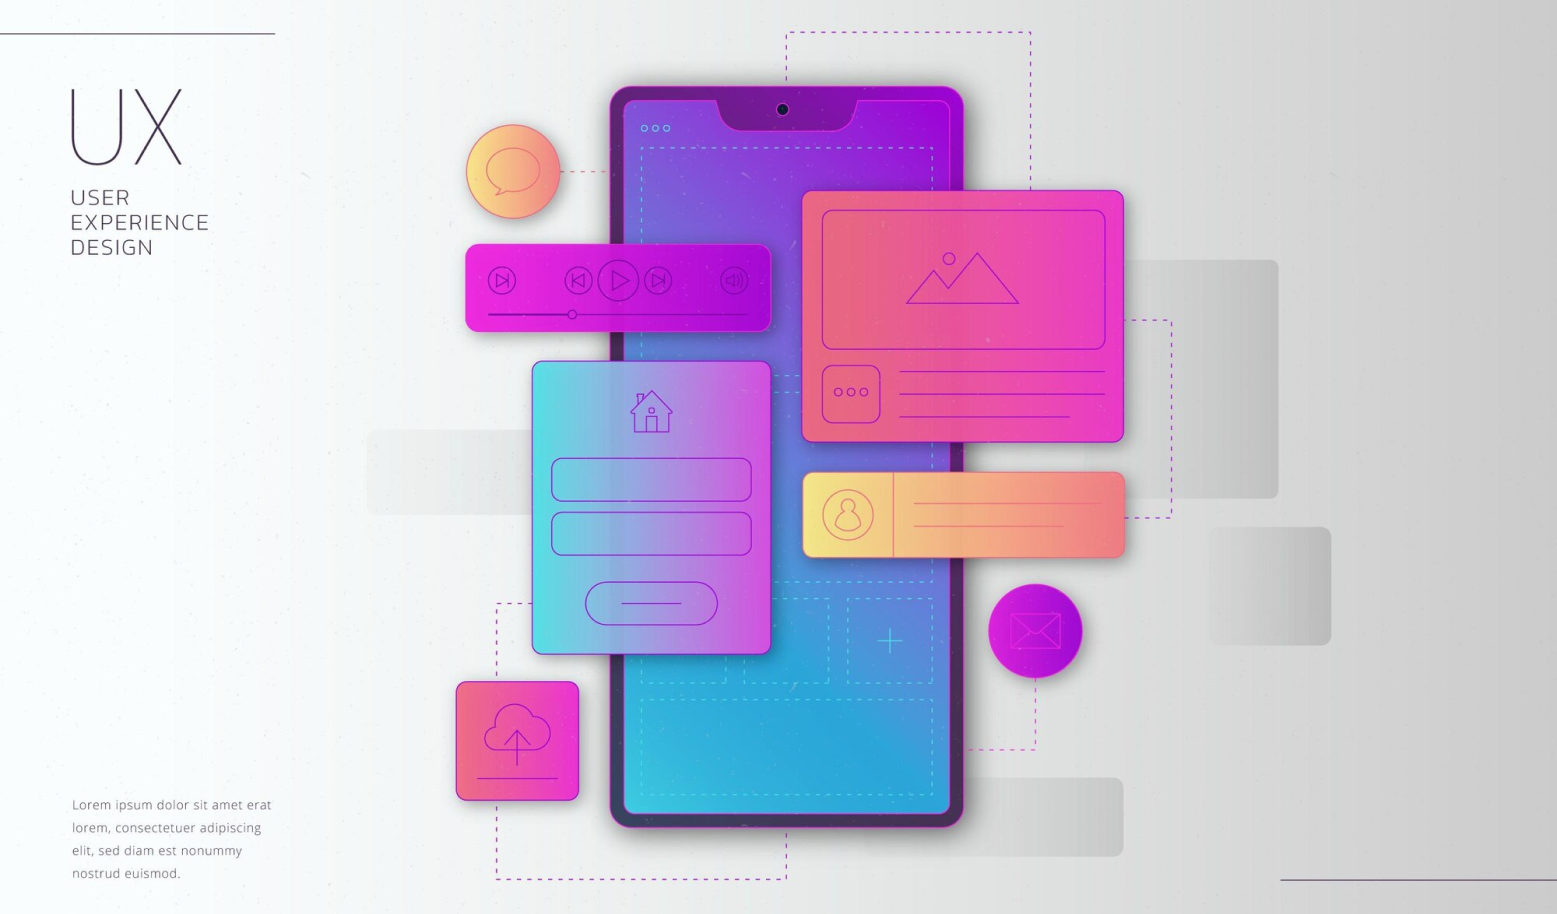 UX
USER
EXPERIENCE
DESIGN
Lorem ipsum dolor sit amet erat
lorem, consectetuer adipiscing
elit, sed diam est nonummy
nostrud euismod.